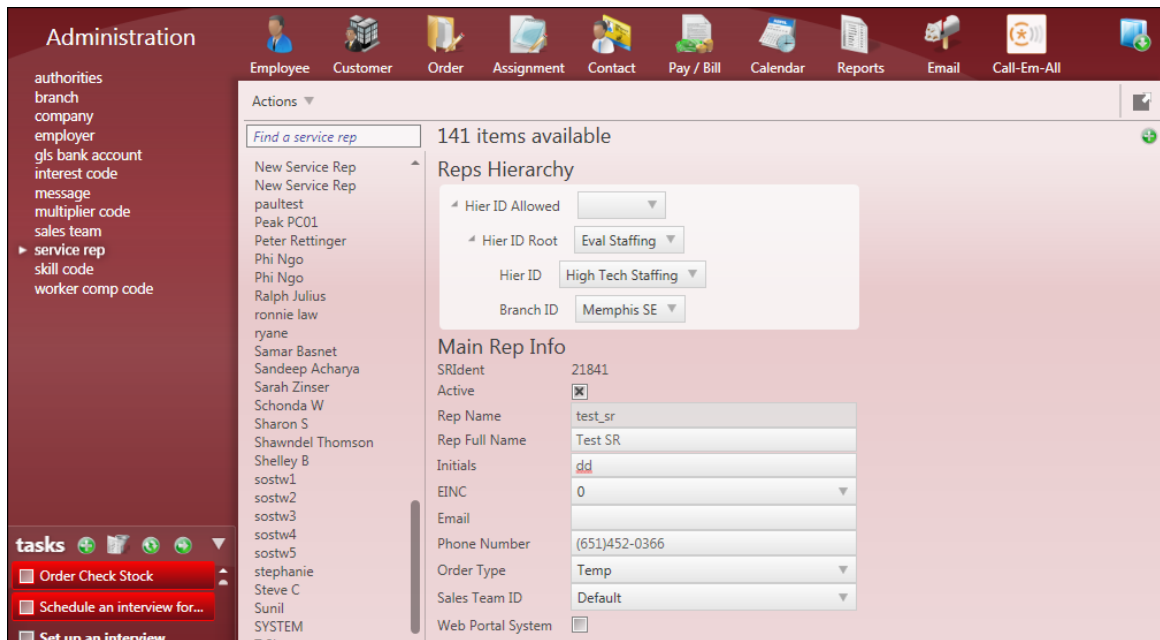 Administration
authorities
branch
company
employer
gls bank account
interest code
message
multiplier code
sales team
service rep
skill code
worker comp code
tasks
Order Check Stock
Schedule an interview for...
Set up an interview
Employee Customer Order Assignment Contact Pay / Bill Calendar Reports Email Call-Em-All
Actions
Find a service rep
New Service Rep
New Service Rep
paultest
Peak PC01
Peter Rettinger
Phi Ngo
Phi Ngo
Ralph Julius
ronnie law
ryane
Samar Basnet
Sandeep Acharya
Sarah Zinser
Schonda W
Sharon S
Shawndel Thomson
Shelley B
sostw1
sostw2
sostw3
sostw4
sostw5
stephanie
Steve C
Sunil
SYSTEM
141 items available
Reps Hierarchy
Hier ID Allowed
Hier ID Root Eval Staffing
Hier ID High Tech Staffing
Branch ID Memphis SE
Main Rep Info
SRIdent 21841
Active
Rep Name test_sr
Rep Full Name Test SR
Initials dd
EINC 0
Email
Phone Number (651)452-0366
Order Type Temp
Sales Team ID Default
Web Portal System